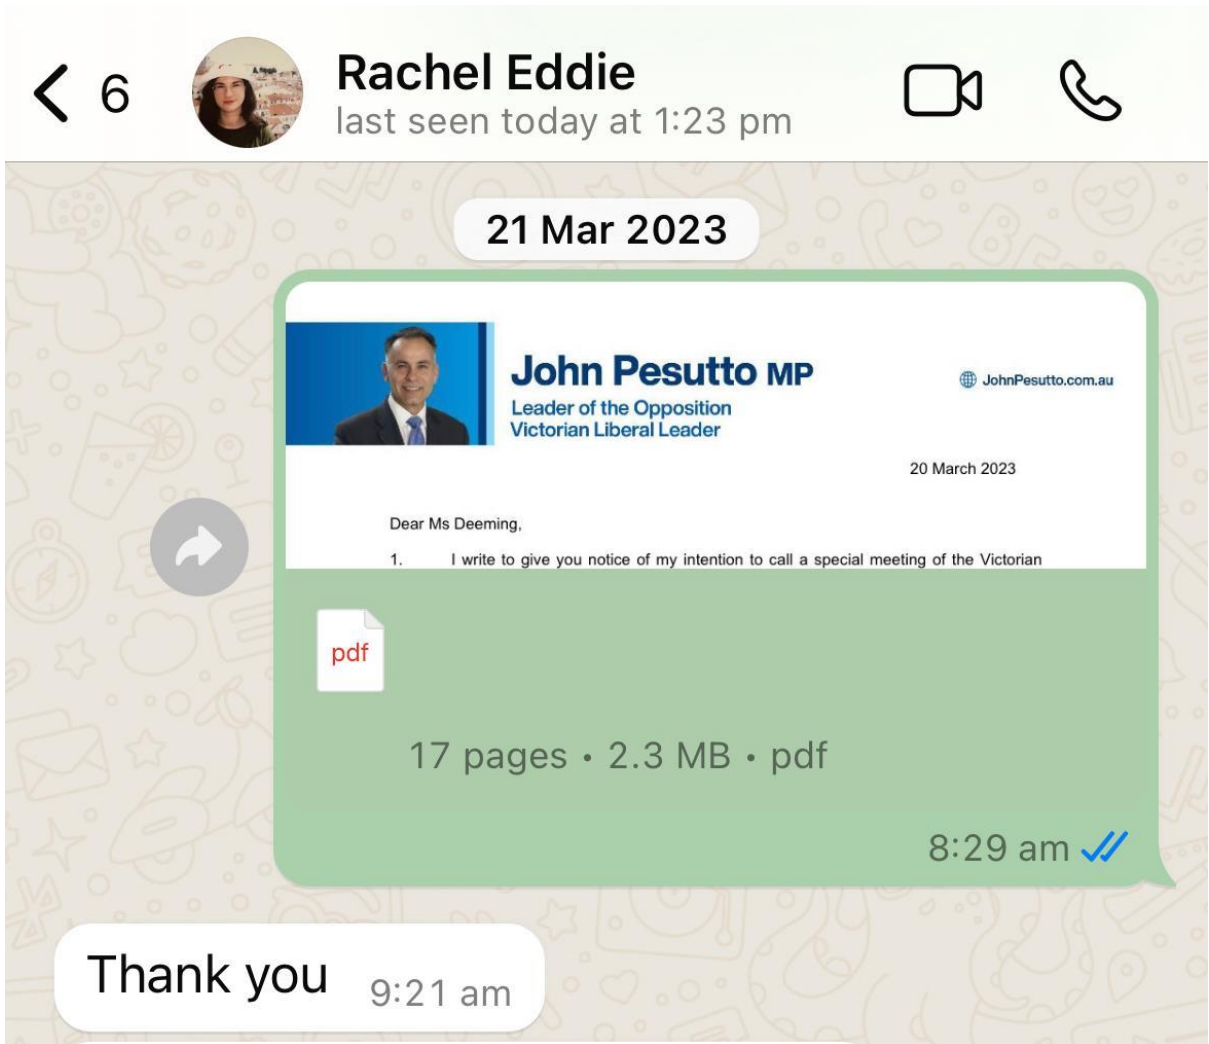 6
Rachel Eddie
last seen today at 1:23 pm
21 Mar 2023
John Pesutto MP
JohnPesutto.com.au
Leader of the Opposition
Victorian Liberal Leader
20 March 2023
Dear Ms Deeming,
1. I write to give you notice of my intention to call a special meeting of the Victorian
pdf
17 pages • 2.3 MB • pdf
8:29 am
Thank you 9:21 am